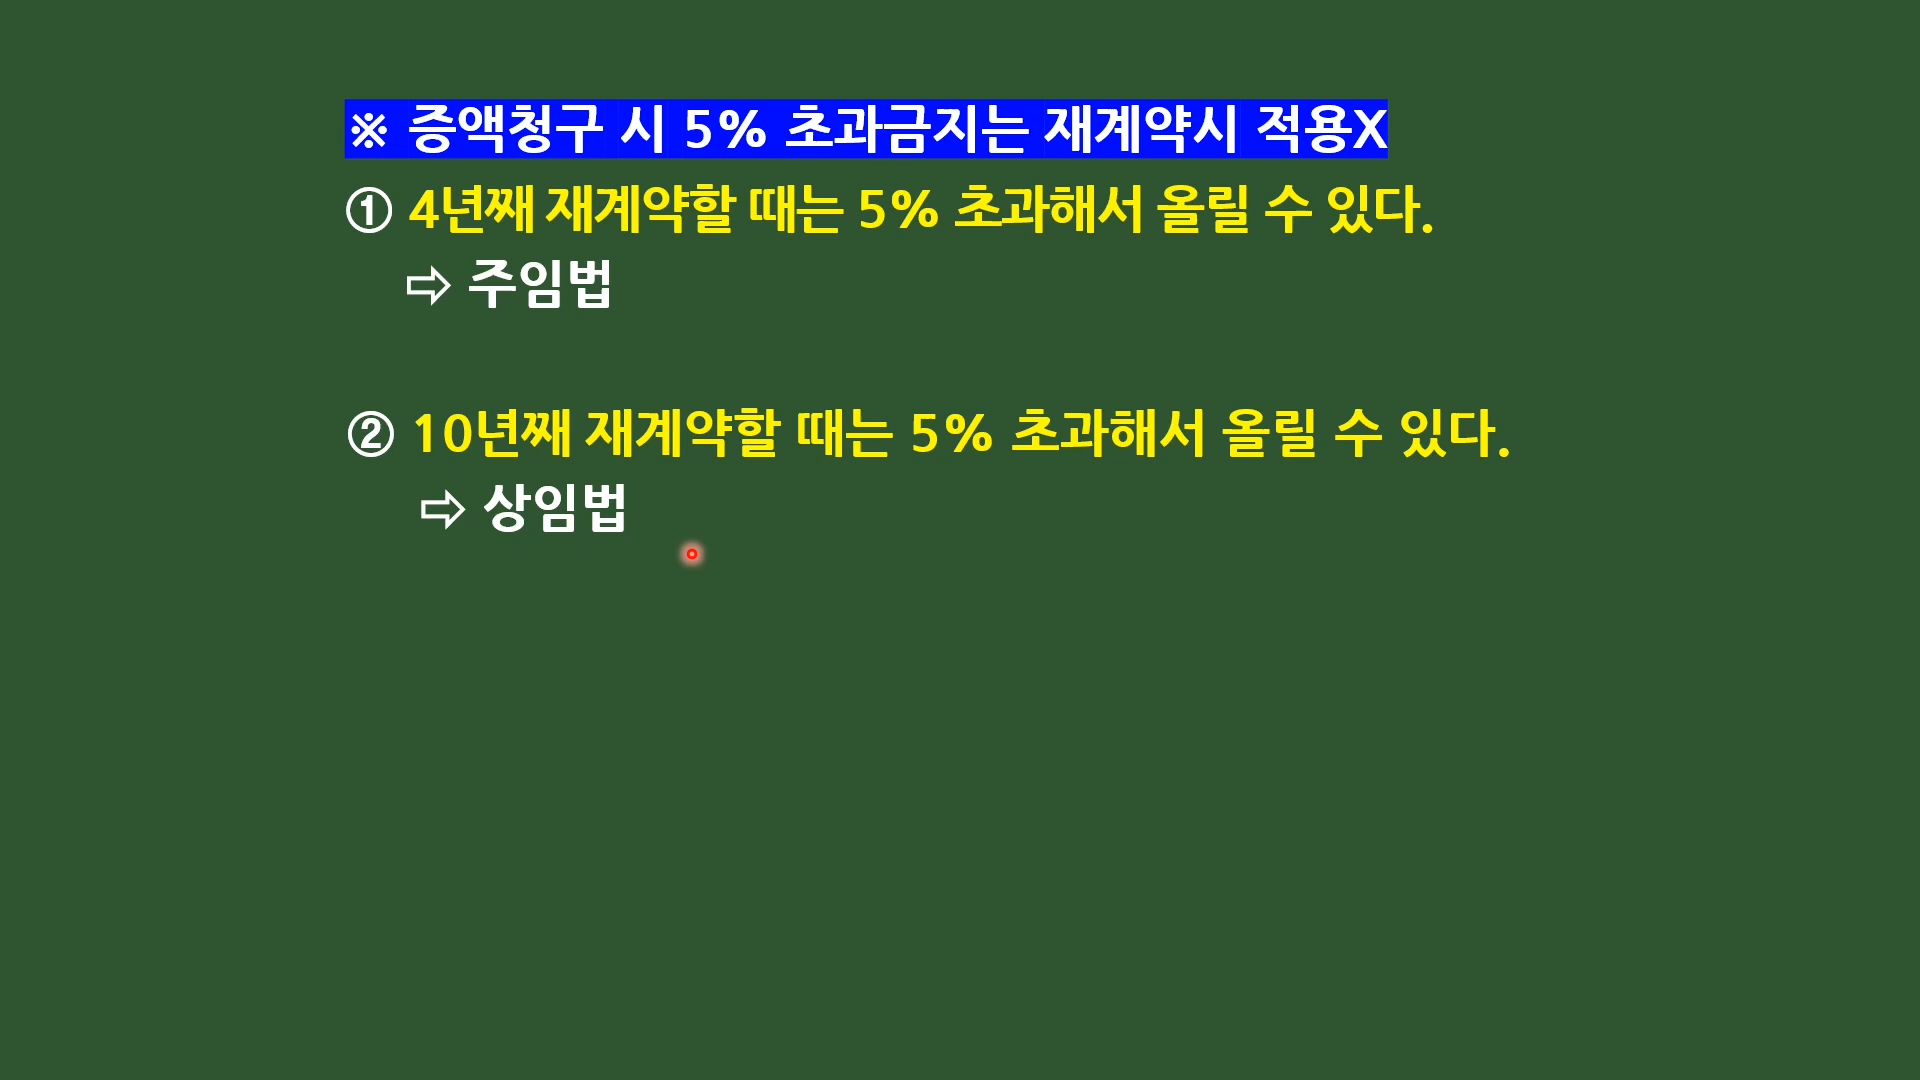 ※ 증액청구 시 5% 초과금지는 재계약시 적용X
① 4년째 재계약할 때는 5% 초과해서 올릴 수 있다.
⇨ 주임법
② 10년째 재계약할 때는 5% 초과해서 올릴 수 있다.
⇨ 상임법